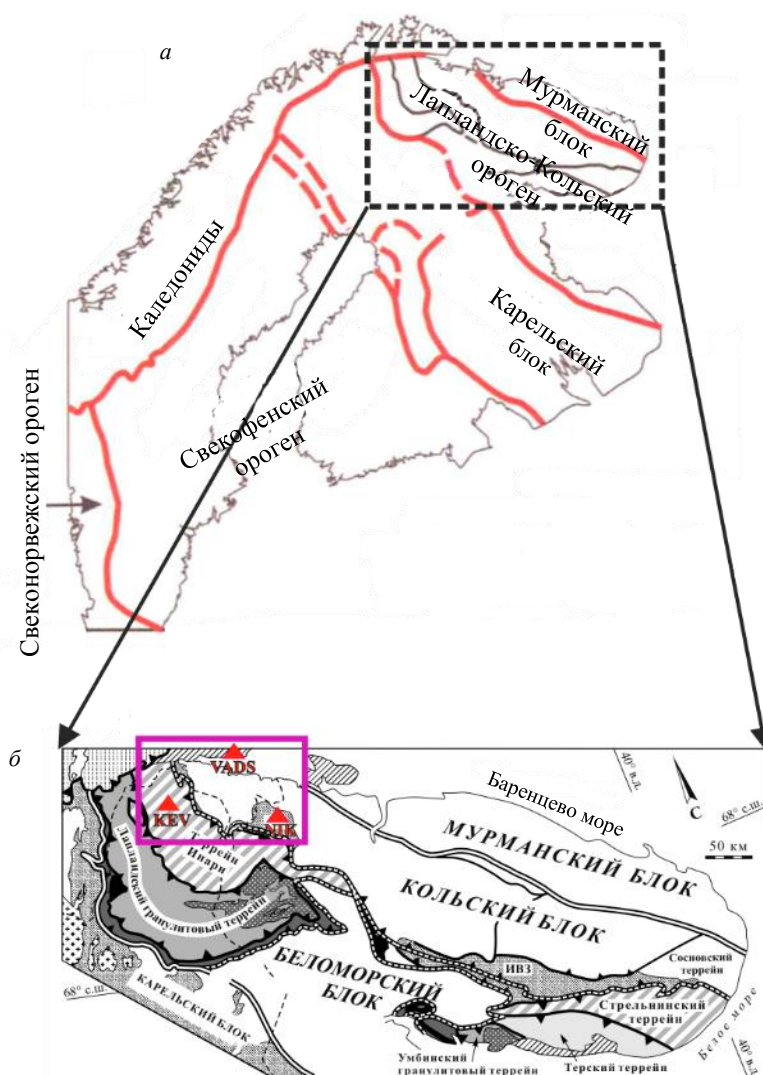 а
Мурманский
блок
Лапландско-Кольский
ороген
Каледониды
Карельский
блок
Свекофенский
ороген
Свеконорвежский ороген
б
VADS
KEV
NIK
Террейн
Инари
Лапландский гранулитовый террейн
40° в.д.
С
68° с.ш.
Баренцево море
50 км
МУРМАНСКИЙ БЛОК
КОЛЬСКИЙ БЛОК
Сосновский
террейн
ИВЗ
БЕЛОМОРСКИЙ
БЛОК
Стрельнинский
террейн
68° с.ш.
КАРЕЛЬСКИЙ БЛОК
Белое море
40° в.д.
Умбинский
гранулитовый террейн
Терский террейн